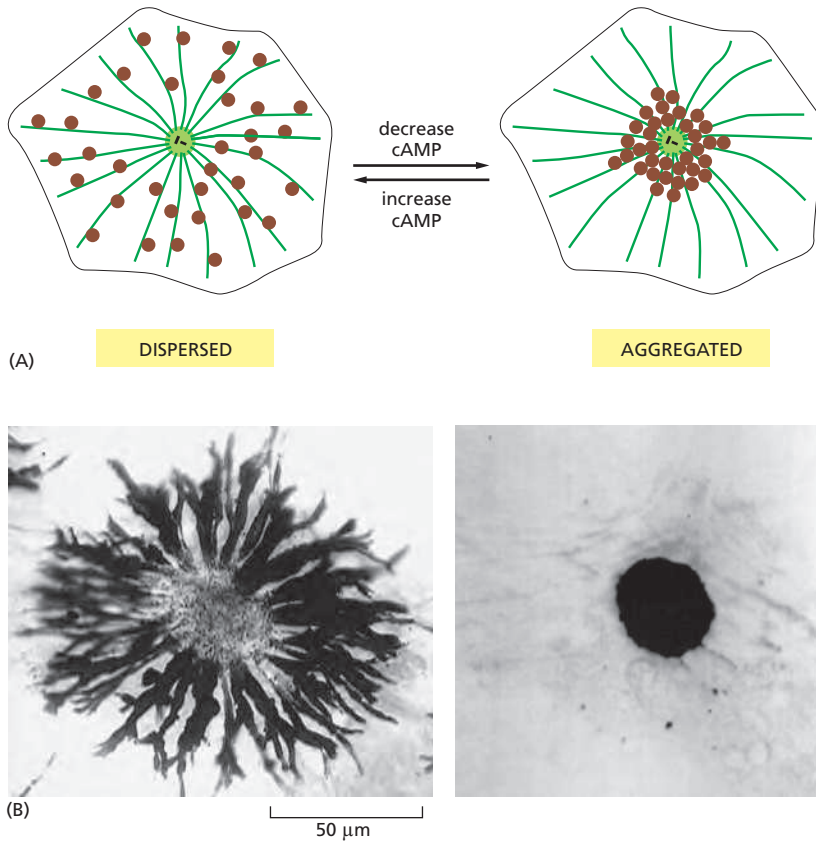 decrease
cAMP
increase
cAMP
DISPERSED
AGGREGATED
(A)
(B)
50 μm